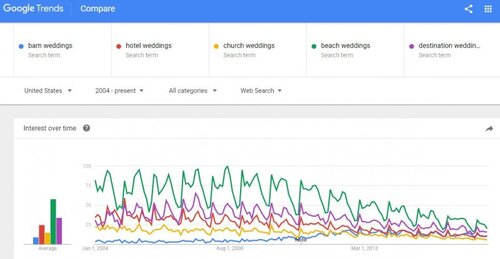 Google Trends Compare
barn weddings hotel weddings church weddings beach weddings destination weddin...
Search term Search term Search term Search term Search term
United States 2004 - present All categories Web Search
Interest over time
100
75
50
25
Average Jan 1, 2004 Aug 1, 2008 Note Mar 1, 2013